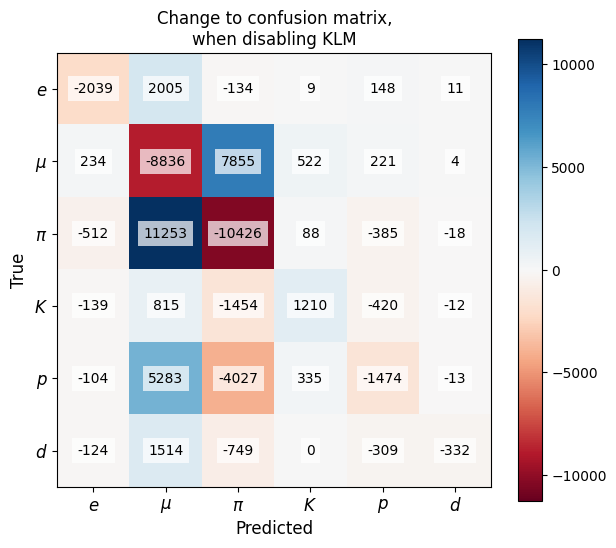 Change to confusion matrix,
when disabling KLM
e -2039 2005 -134 9 148 11
μ 234 -8836 7855 522 221 4
π -512 11253 -10426 88 -385 -18
K -139 815 -1454 1210 -420 -12
p -104 5283 -4027 335 -1474 -13
d -124 1514 -749 0 -309 -332
e μ π K p d
Predicted
True
10000
5000
0
−5000
−10000